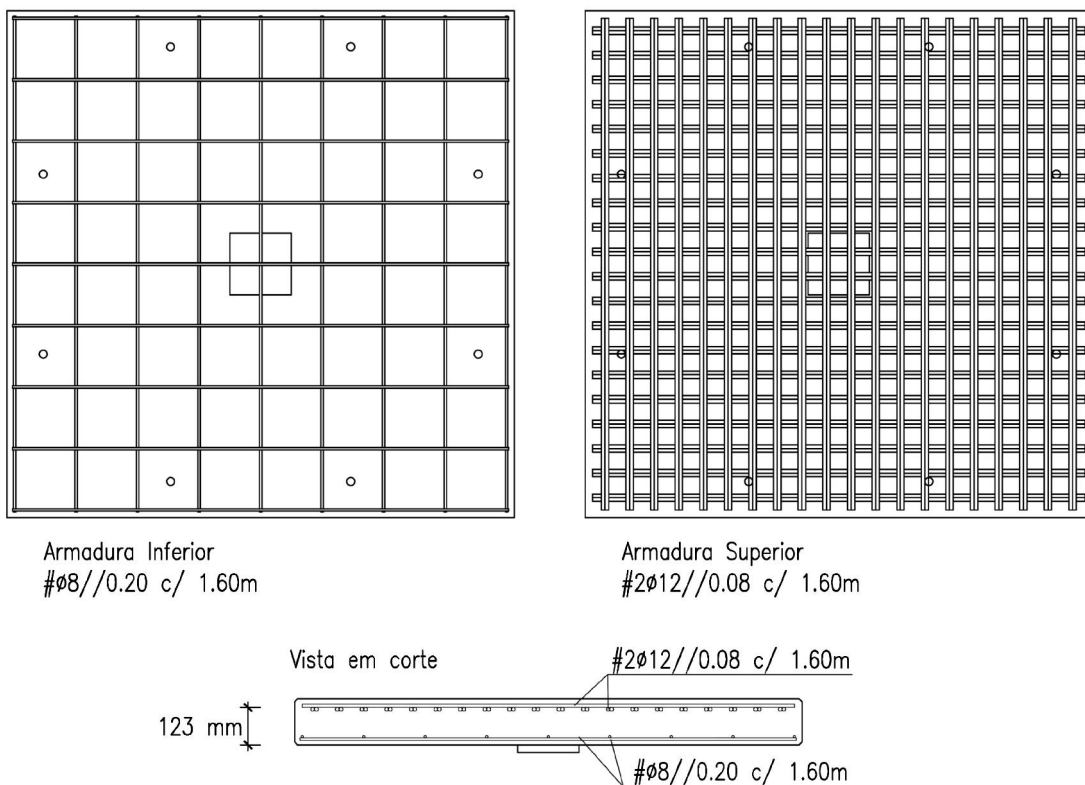 Armadura Inferior
#ø8//0.20 c/ 1.60m
Armadura Superior
#2ø12//0.08 c/ 1.60m
Vista em corte
#2ø12//0.08 c/ 1.60m
123 mm
#ø8//0.20 c/ 1.60m